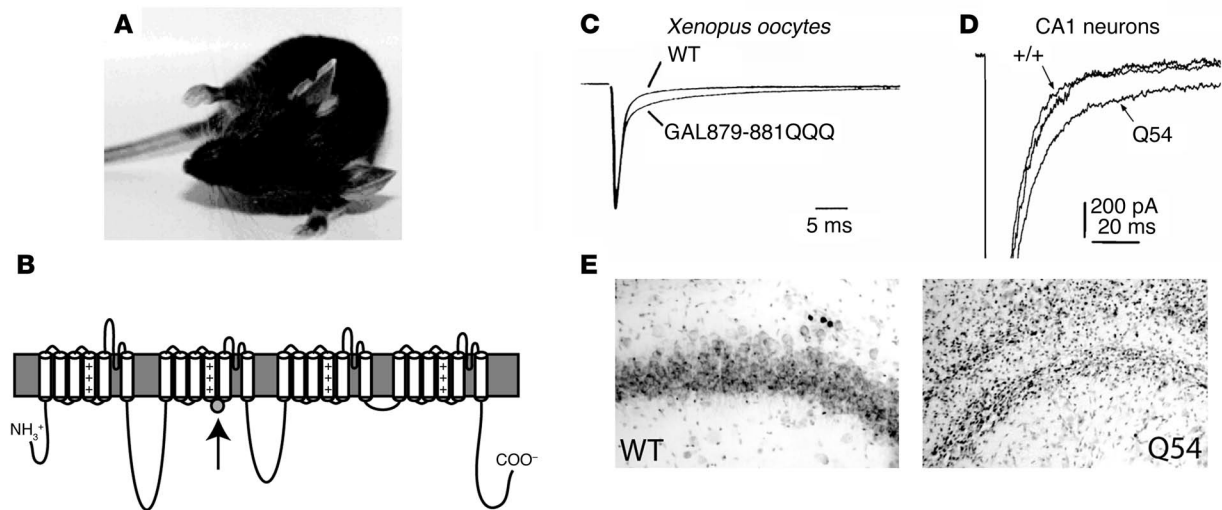 A
B
NH₃⁺
+
+
+
+
+
+
+
+
+
+
+
+
COO⁻
C
Xenopus oocytes
WT
GAL879-881QQQ
5 ms
D
CA1 neurons
+/+
Q54
200 pA
20 ms
E
WT
Q54